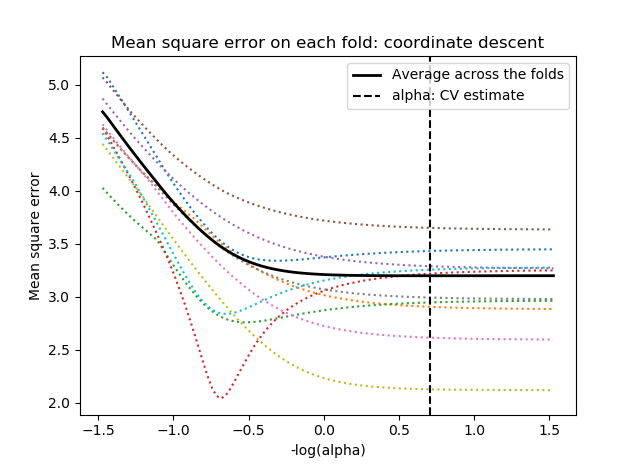 Mean square error on each fold: coordinate descent
Average across the folds
alpha: CV estimate
Mean square error
5.0
4.5
4.0
3.5
3.0
2.5
2.0
−1.5 −1.0 −0.5 0.0 0.5 1.0 1.5
-log(alpha)